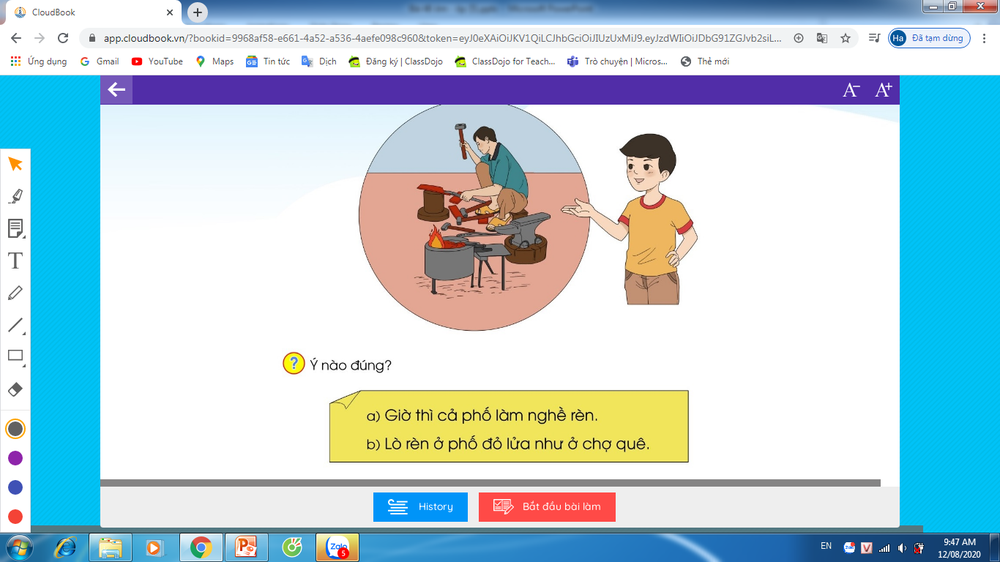 CloudBook
app.cloudbook.vn/?bookid=9968af58-e661-4a52-a536-4aefe098c960&token=eyJ0eXAiOiJKV1QiLCJhbGciOiJIUzUxMiJ9.eyJzdWIiOiJDbG91ZGJvb2siL...
Ha Đã tạm dừng
Ứng dụng Gmail YouTube Maps Tin tức Dịch Đăng ký | ClassDojo ClassDojo for Teach... Trò chuyện | Micros... Thẻ mới
A- A+
T
? Ý nào đúng?
a) Giờ thì cả phố làm nghề rèn.
b) Lò rèn ở phố đỏ lửa như ở chợ quê.
History Bắt đầu bài làm
Zalo 5 EN Zalo V 9:47 AM
12/08/2020